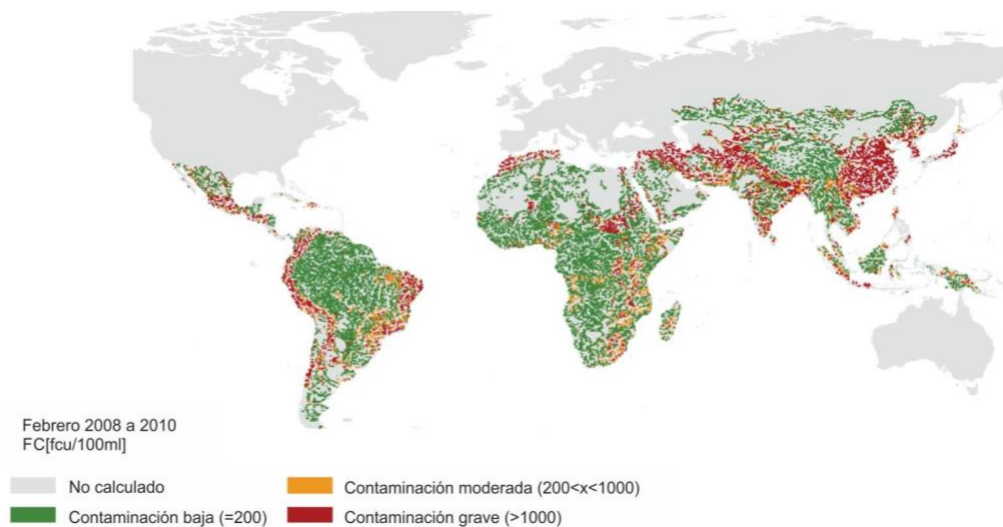 Febrero 2008 a 2010
FC[fcu/100ml]
No calculado
Contaminación moderada (200<x<1000)
Contaminación baja (=200)
Contaminación grave (>1000)